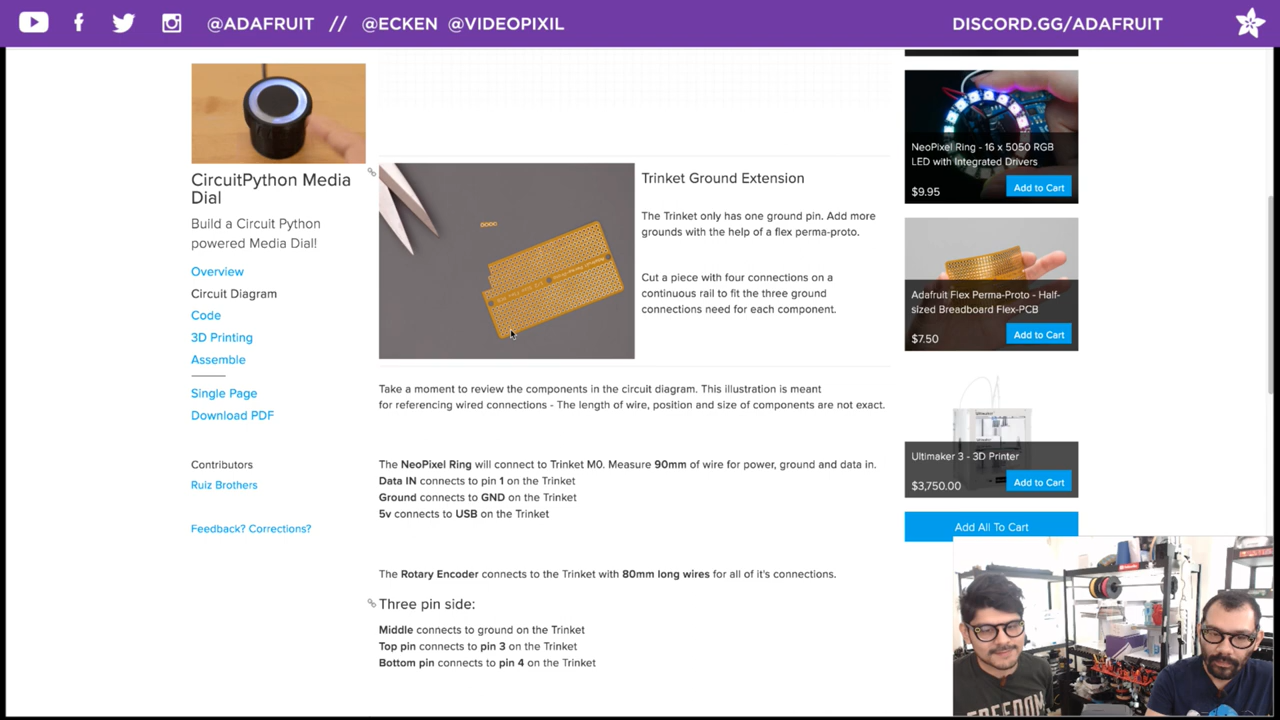 @ADAFRUIT // @ECKEN @VIDEOPIXIL
DISCORD.GG/ADAFRUIT
CircuitPython Media
Dial
Build a Circuit Python
powered Media Dial!
Overview
Circuit Diagram
Code
3D Printing
Assemble
Single Page
Download PDF
Contributors
Ruiz Brothers
Feedback? Corrections?
Trinket Ground Extension
The Trinket only has one ground pin. Add more
grounds with the help of a flex perma-proto.
Cut a piece with four connections on a
continuous rail to fit the three ground
connections need for each component.
Take a moment to review the components in the circuit diagram. This illustration is meant
for referencing wired connections - The length of wire, position and size of components are not exact.
The NeoPixel Ring will connect to Trinket M0. Measure 90mm of wire for power, ground and data in.
Data IN connects to pin 1 on the Trinket
Ground connects to GND on the Trinket
5v connects to USB on the Trinket
The Rotary Encoder connects to the Trinket with 80mm long wires for all of it's connections.
Three pin side:
Middle connects to ground on the Trinket
Top pin connects to pin 3 on the Trinket
Bottom pin connects to pin 4 on the Trinket
NeoPixel Ring - 16 x 5050 RGB
LED with Integrated Drivers
$9.95
Add to Cart
Adafruit Flex Perma-Proto - Half-
sized Breadboard Flex-PCB
$7.50
Add to Cart
Ultimaker 3 - 3D Printer
$3,750.00
Add to Cart
Add All To Cart
FREEDOM